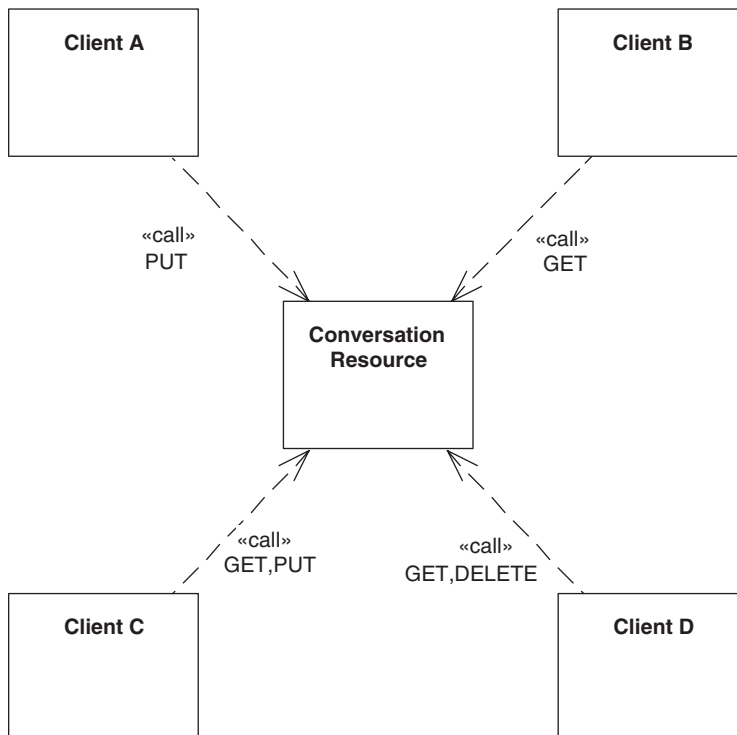 Client A
Client B
«call»
PUT
«call»
GET
Conversation
Resource
«call»
GET,PUT
«call»
GET,DELETE
Client C
Client D